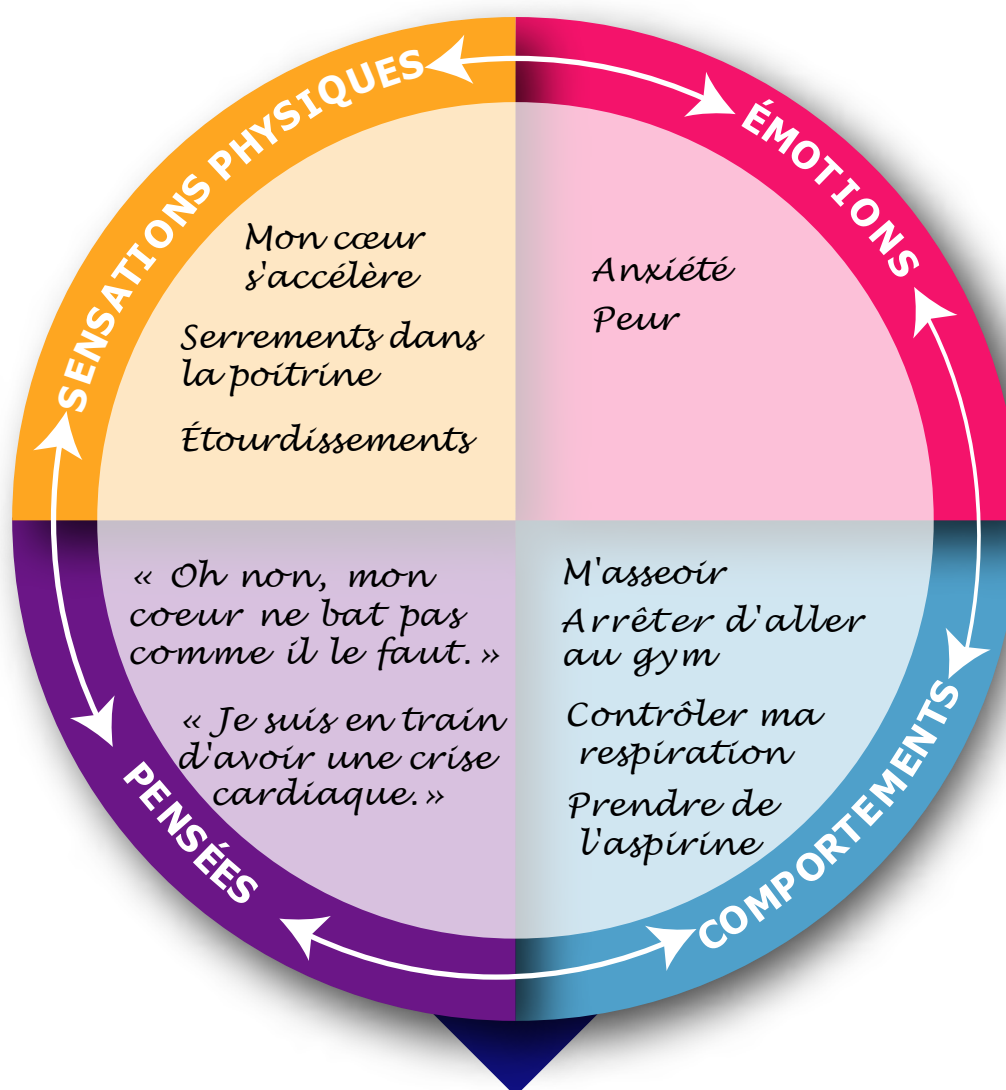 SENSATIONS PHYSIQUES
Mon cœur
s'accélère
Serrements dans
la poitrine
Étourdissements
ÉMOTIONS
Anxiété
Peur
PENSÉES
« Oh non, mon
coeur ne bat pas
comme il le faut. »
« Je suis en train
d'avoir une crise
cardiaque. »
COMPORTEMENTS
M'asseoir
Arrêter d'aller
au gym
Contrôler ma
respiration
Prendre de
l'aspirine